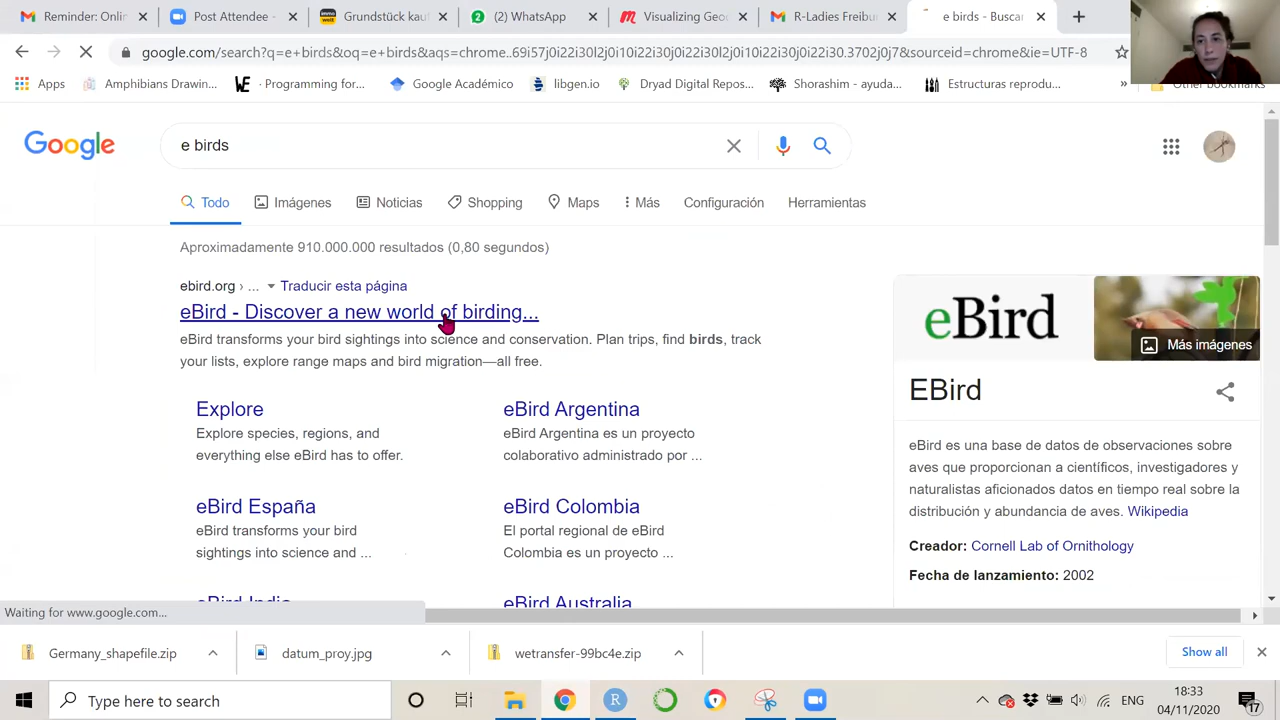 Reminder: Onlin
Post Attendee -
Grundstück kauf
(2) WhatsApp
Visualizing Geo
R-Ladies Freib
e birds - Buscar
google.com/search?q=e+birds&oq=e+birds&aqs=chrome..69i57j0i22i30l2j0i10i22i30j0i22i30l2j0i10i22i30j0i22i30.3702j0j7&sourceid=chrome&ie=UTF-8
Apps
Amphibians Drawin...
Programming for...
Google Académico
libgen.io
Dryad Digital Repos...
Shorashim - ayuda...
Estructuras reprodu...
»
Other bookmarks
Google
e birds
Todo
Imágenes
Noticias
Shopping
Maps
Más
Configuración
Herramientas
Aproximadamente 910.000.000 resultados (0,80 segundos)
ebird.org › ... Traducir esta página
eBird - Discover a new world of birding...
eBird transforms your bird sightings into science and conservation. Plan trips, find birds, track
your lists, explore range maps and bird migration—all free.
Explore
Explore species, regions, and
everything else eBird has to offer.
eBird Argentina
eBird Argentina es un proyecto
colaborativo administrado por ...
eBird España
eBird transforms your bird
sightings into science and ...
eBird Colombia
El portal regional de eBird
Colombia es un proyecto ...
eBird India
eBird Australia
eBird
Más imágenes
EBird
eBird es una base de datos de observaciones sobre
aves que proporcionan a científicos, investigadores y
naturalistas aficionados datos en tiempo real sobre la
distribución y abundancia de aves. Wikipedia
Creador: Cornell Lab of Ornithology
Fecha de lanzamiento: 2002
Waiting for www.google.com...
Germany_shapefile.zip
datum_proy.jpg
wetransfer-99bc4e.zip
Show all
Type here to search
ENG
18:33
04/11/2020
17